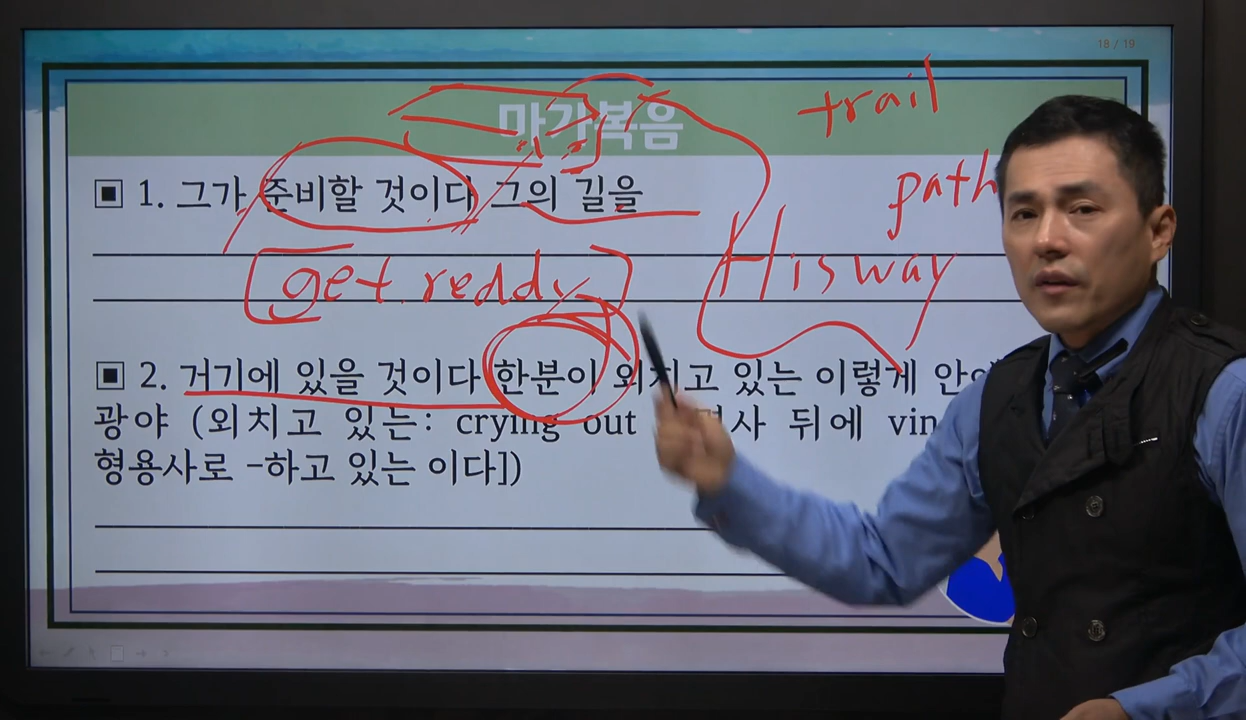 18 / 19
마가복음
trail
path
▣ 1. 그가 준비할 것이다 그의 길을
get reddy
His way
▣ 2. 거기에 있을 것이다 한분이 외치고 있는 이렇게
광야 (외치고 있는: crying out 뒤에
형용사로 -하고 있는 이다])